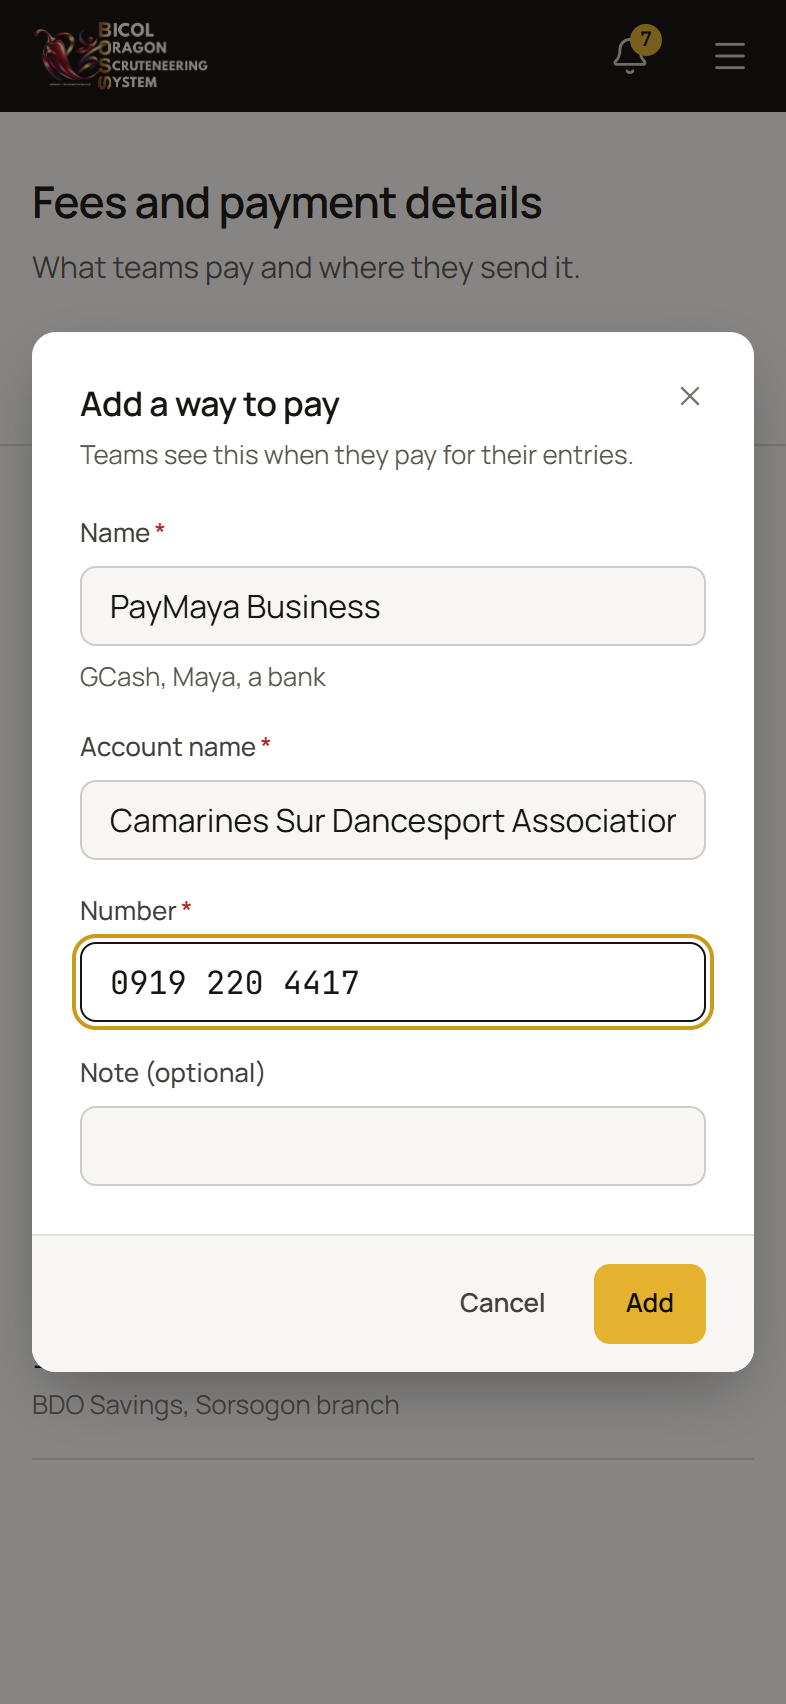 BICOL
DRAGON
SCRUTENEERING
SYSTEM
7
Fees and payment details
What teams pay and where they send it.
Add a way to pay
Teams see this when they pay for their entries.
Name *
PayMaya Business
GCash, Maya, a bank
Account name *
Camarines Sur Dancesport Association
Number *
0919 220 4417
Note (optional)
Cancel
Add
BDO Savings, Sorsogon branch